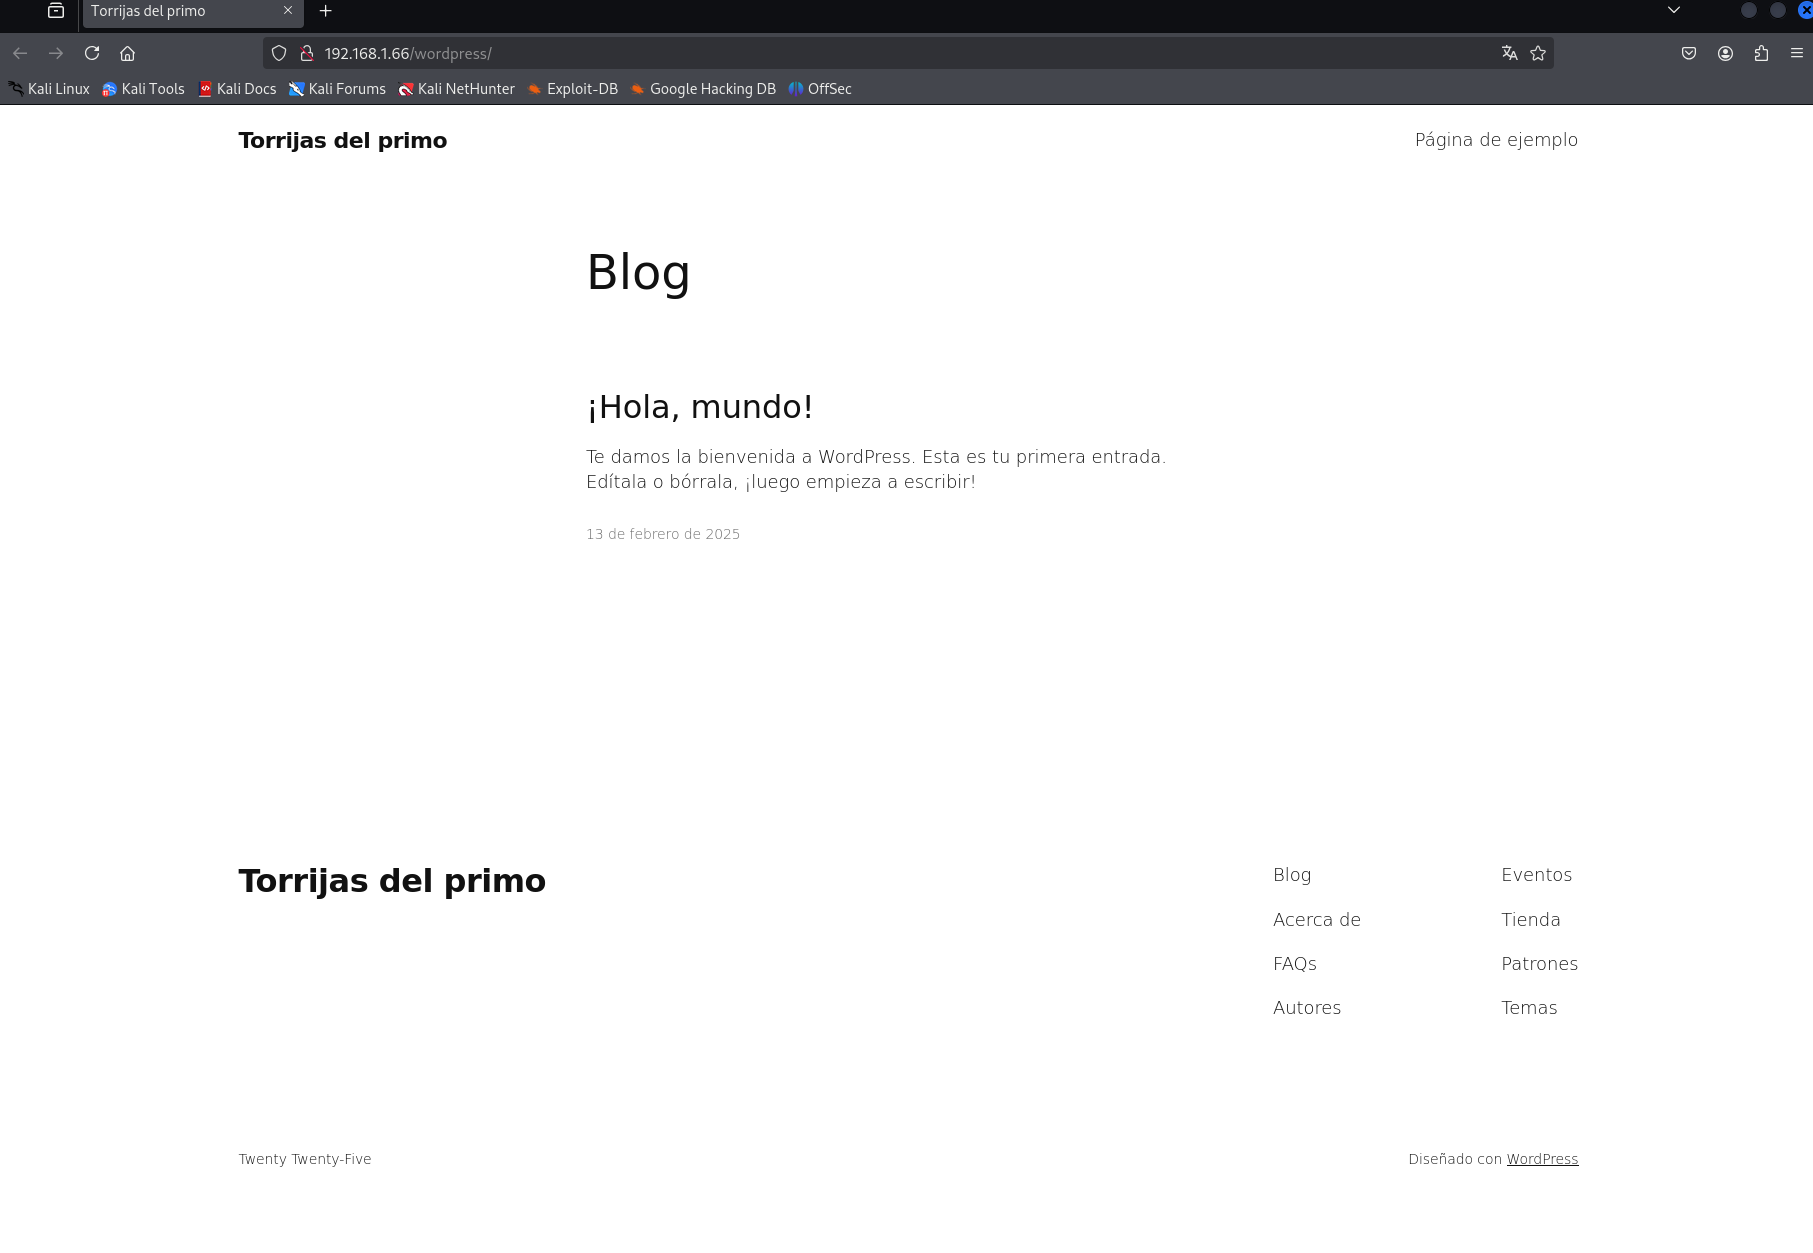 Torrijas del primo
192.168.1.66/wordpress/
Kali Linux Kali Tools Kali Docs Kali Forums Kali NetHunter Exploit-DB Google Hacking DB OffSec
Torrijas del primo Página de ejemplo
Blog
¡Hola, mundo!
Te damos la bienvenida a WordPress. Esta es tu primera entrada.
Edítala o bórrala, ¡luego empieza a escribir!
13 de febrero de 2025
Torrijas del primo
Blog Eventos
Acerca de Tienda
FAQs Patrones
Autores Temas
Twenty Twenty-Five Diseñado con WordPress